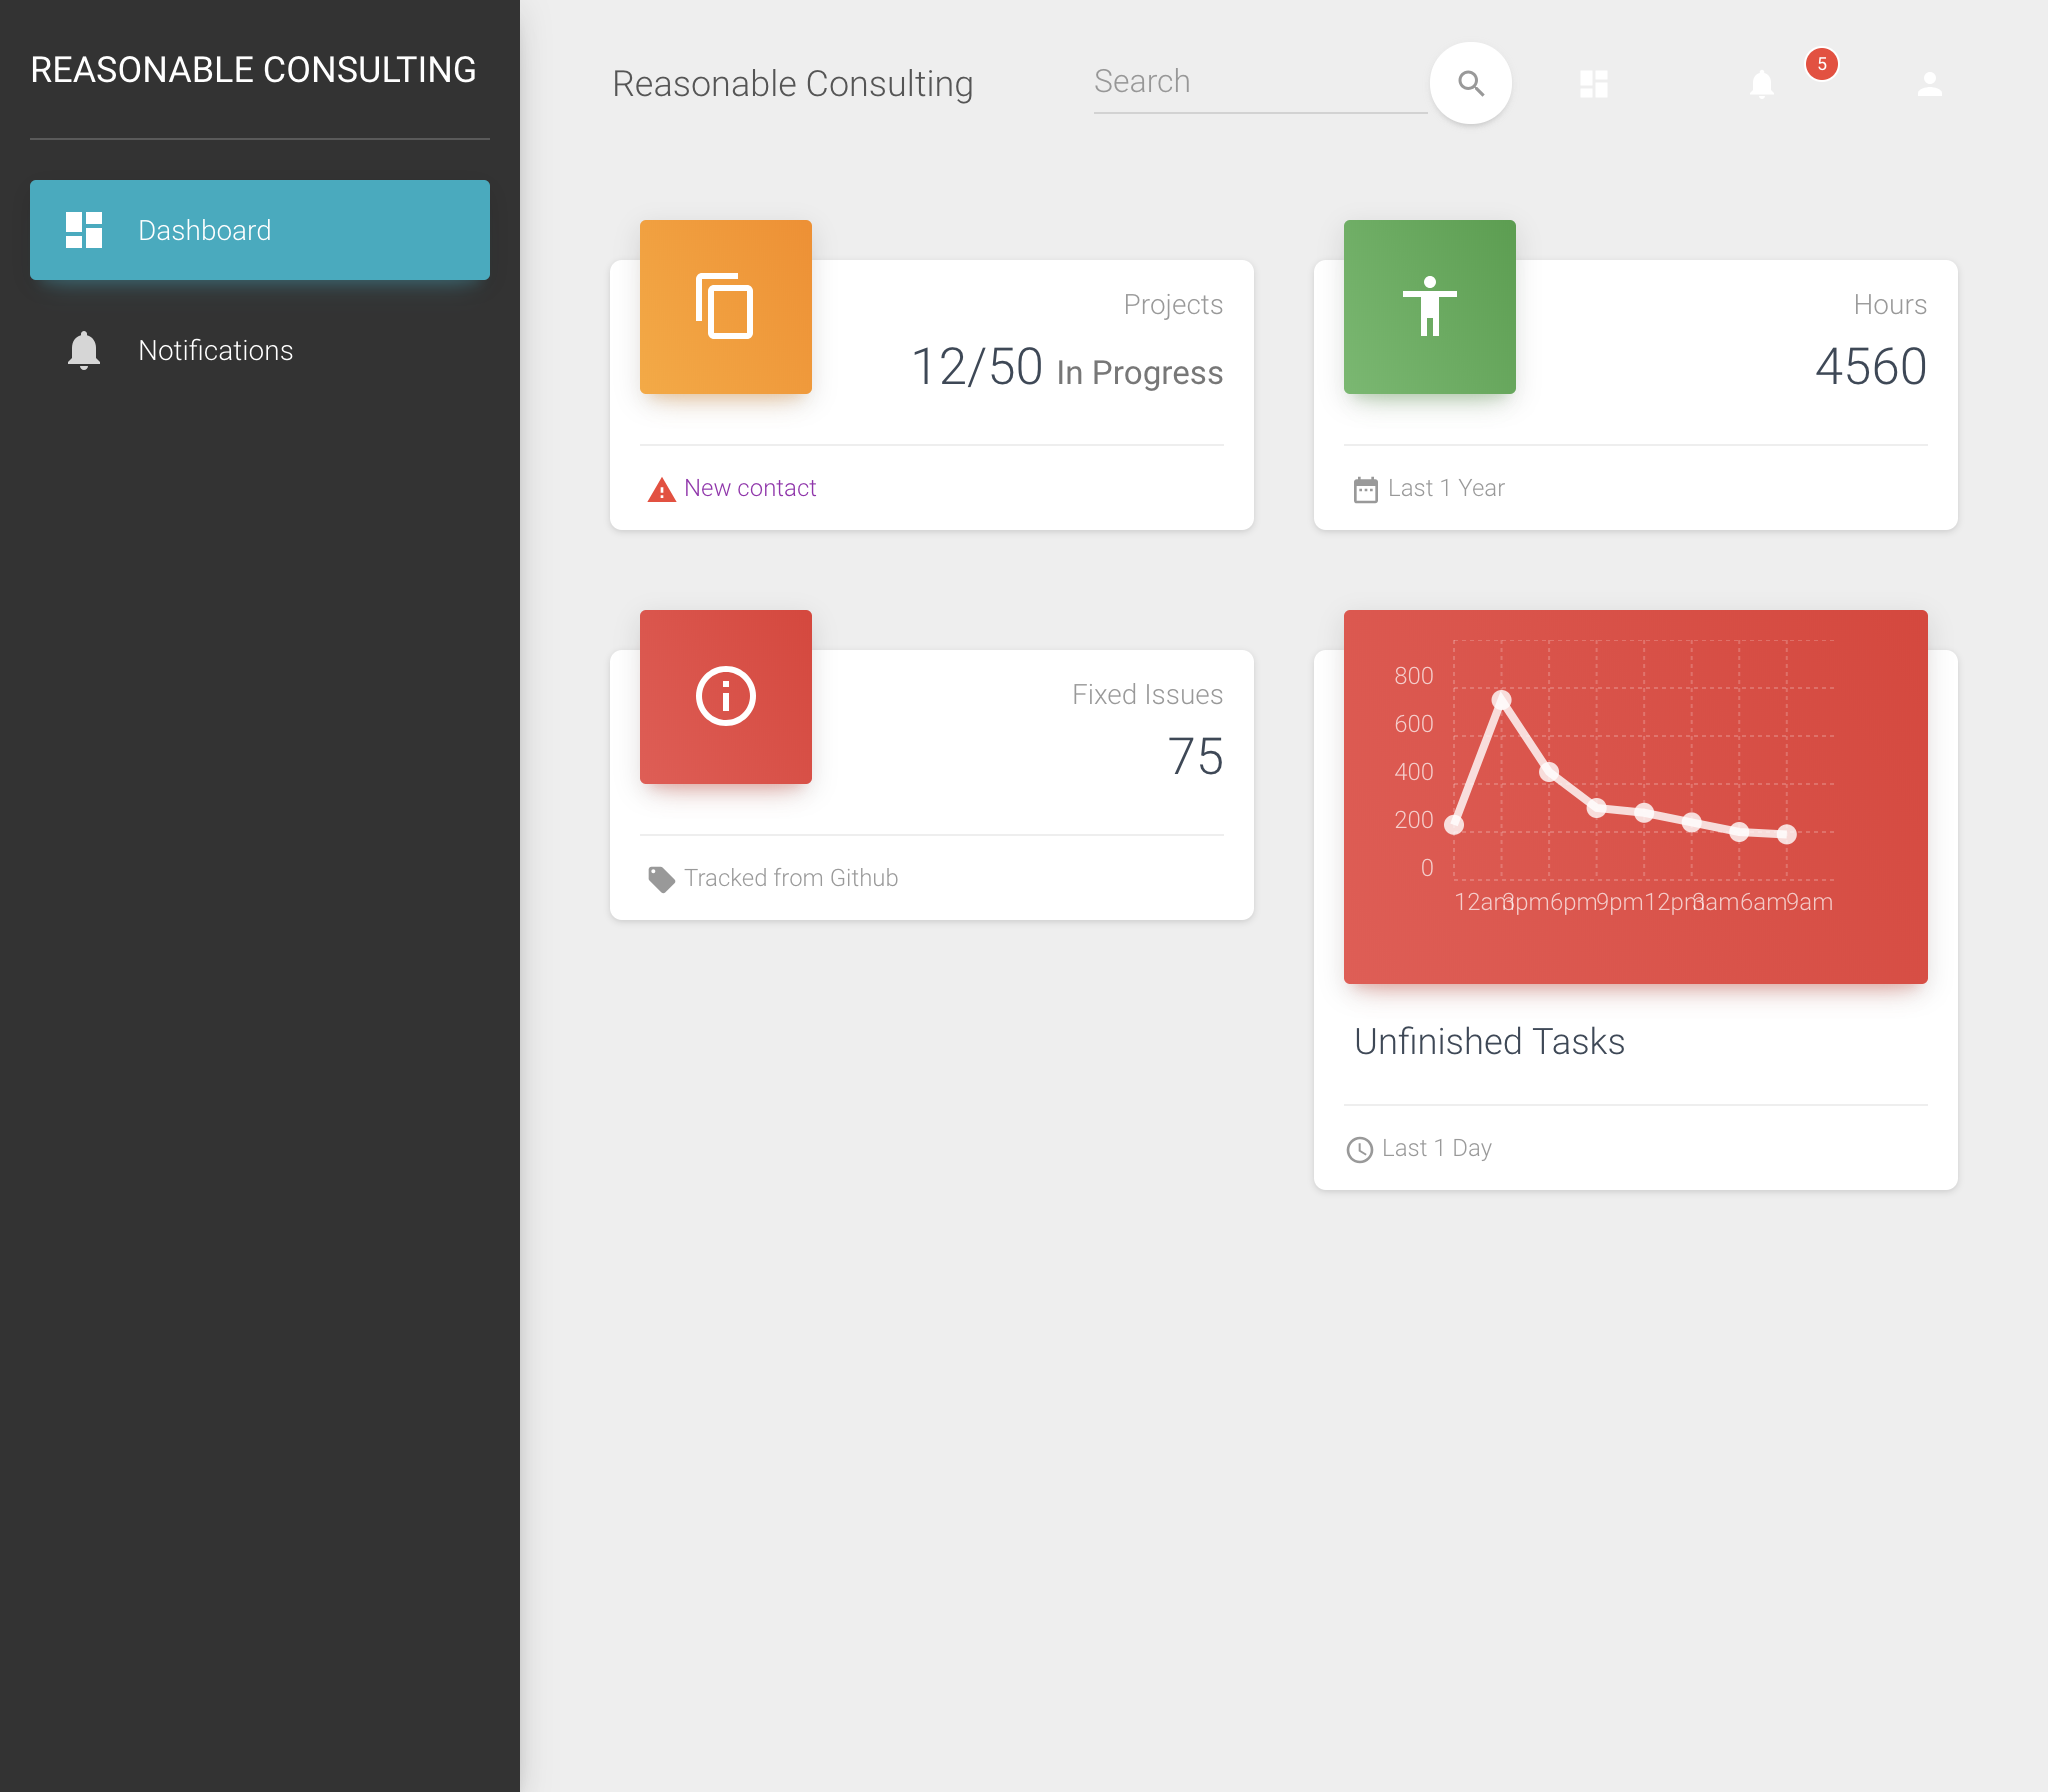 REASONABLE CONSULTING
Dashboard
Notifications
Reasonable Consulting
Search
5
Projects
12/50 In Progress
New contact
Hours
4560
Last 1 Year
Fixed Issues
75
Tracked from Github
800
600
400
200
0
12am 3pm 6pm 9pm 12pm 3am 6am 9am
Unfinished Tasks
Last 1 Day